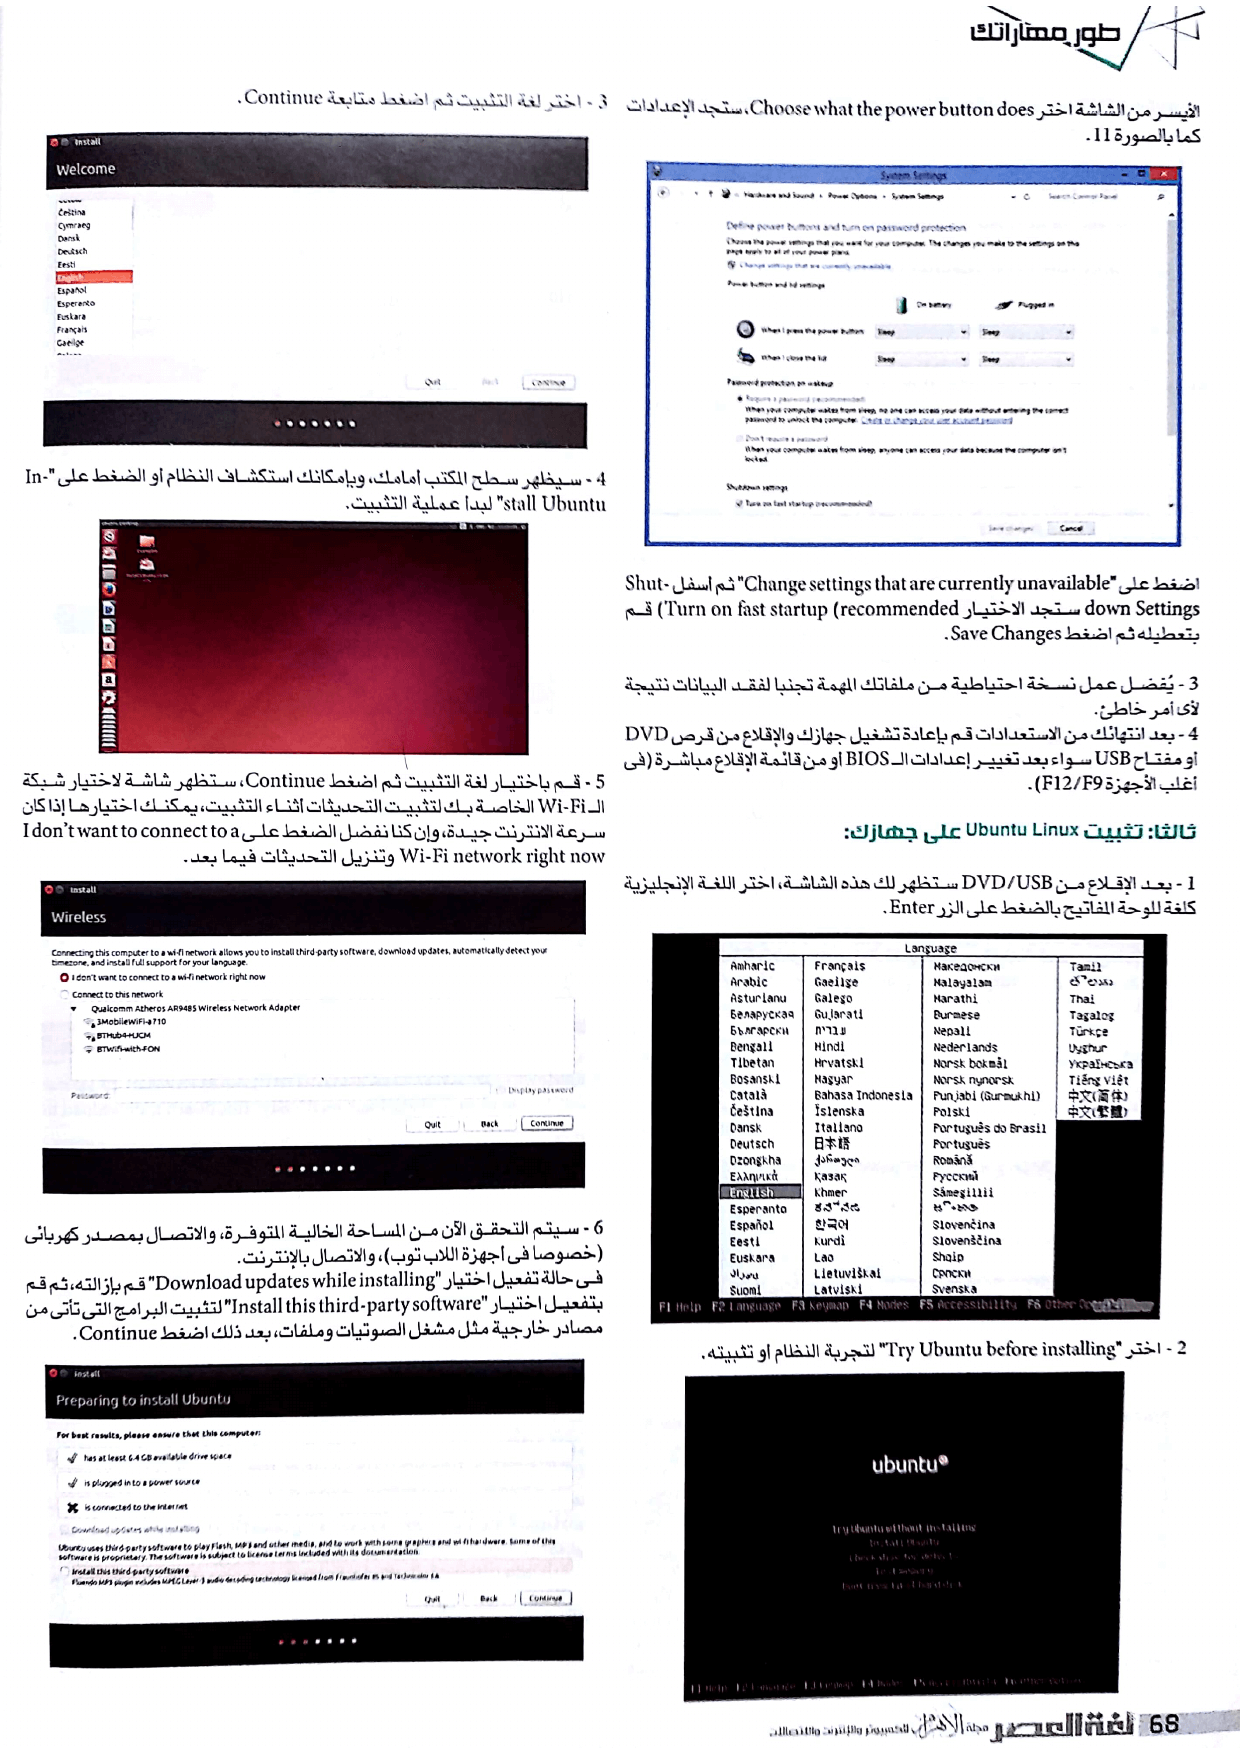 طور مهاراتك
الأيسر من الشاشة اختر Choose what the power button does، ستجد الإعدادات
كما بالصورة 11.
System Settings
Hardware and Sound
Power Options
System Settings
Search Control Panel
Define power buttons and turn on password protection
Choose the power settings that you want for your computer. The changes you make to the settings on this
page apply to all of your power plans.
Change settings that are currently unavailable
Power button and lid settings
On battery
Plugged in
When I press the power button:
Sleep
Sleep
When I close the lid:
Sleep
Sleep
Password protection on wakeup
Require a password (recommended)
When your computer wakes from sleep, no one can access your data without entering the correct
password to unlock the computer. Create or change your user account password
Don't require a password
When your computer wakes from sleep, anyone can access your data because the computer isn't
locked.
Shutdown settings
Turn on fast startup (recommended)
Save changes
Cancel
اضغط على "Change settings that are currently unavailable" ثم أسفل Shut-
down Settings ستجد الاختيار Turn on fast startup (recommended) قم
بتعطيله ثم اضغط Save Changes.
3 - يُفضل عمل نسخة احتياطية من ملفاتك المهمة تجنبا لفقد البيانات نتيجة
لأى أمر خاطئ.
4 - بعد انتهائك من الاستعدادات قم بإعادة تشغيل جهازك والإقلاع من قرص DVD
أو مفتاح USB سواء بعد تغيير إعدادات الـ BIOS أو من قائمة الإقلاع مباشرة (فى
أغلب الأجهزة F12/F9).
ثالثا: تثبيت Ubuntu Linux على جهازك:
1 - بعد الإقلاع من DVD/USB ستظهر لك هذه الشاشة، اختر اللغة الإنجليزية
كلغة للوحة المفاتيح بالضغط على الزر Enter.
Language
Amharic
Arabic
Asturianu
Беларуская
Български
Bengali
Tibetan
Bosanski
Català
Čeština
Dansk
Deutsch
Dzongkha
Ελληνικά
English
Esperanto
Español
Eesti
Euskara
Suomi
Français
Gaeilge
Galego
Gujarati
עברית
Hindi
Hrvatski
Magyar
Bahasa Indonesia
Íslenska
Italiano
日本語
ქართული
Қазақ
Khmer
ಕನ್ನಡ
한국어
Kurdî
Lao
Lietuviškai
Latviski
Македонски
Malayalam
Marathi
Burmese
Nepali
Nederlands
Norsk bokmål
Norsk nynorsk
Punjabi (Gurmukhi)
Polski
Português do Brasil
Português
Română
Русский
Sámegillii
Slovenčina
Slovenščina
Shqip
Српски
Svenska
Tamil
తెలుగు
Thai
Tagalog
Türkçe
Uyghur
Українська
Tiếng Việt
中文(简体)
中文(繁體)
F1 Help F2 Language F3 Keymap F4 Modes F5 Accessibility F6 Other
2 - اختر "Try Ubuntu before installing" لتجربة النظام او تثبيته.
ubuntu
Try Ubuntu without installing
Install Ubuntu
Check disc for defects
Test memory
Boot from first hard disk
F1 Help F2 Language F3 Keymap F4 Modes
3 - اختر لغة التثبيت ثم اضغط متابعة Continue.
Install
Welcome
Čeština
Cymraeg
Dansk
Deutsch
Eesti
English
Español
Esperanto
Euskara
Français
Gaeilge
Quit
Back
Continue
4 - سيظهر سطح المكتب أمامك، وبإمكانك استكشاف النظام أو الضغط على "In-
stall Ubuntu" لبدأ عملية التثبيت.
5 - قم باختيار لغة التثبيت ثم اضغط Continue، ستظهر شاشة لاختيار شبكة
الـ Wi-Fi الخاصة بك لتثبيت التحديثات أثناء التثبيت، يمكنك اختيارها إذا كان
سرعة الانترنت جيدة، وإن كنا نفضل الضغط على I don't want to connect to a
Wi-Fi network right now وتنزيل التحديثات فيما بعد.
Install
Wireless
Connecting this computer to a wi-fi network allows you to install third-party software, download updates, automatically detect your
timezone, and install full support for your language.
I don't want to connect to a wi-fi network right now
Connect to this network
Qualcomm Atheros AR9485 Wireless Network Adapter
3MobileWiFi-a710
BTHub4-HJCM
BTWifi-with-FON
Password:
Display password
Quit
Back
Continue
6 - سيتم التحقق الآن من المساحة الخالية المتوفرة، والاتصال بمصدر كهربائى
(خصوصا فى أجهزة اللاب توب)، والاتصال بالإنترنت.
فى حالة تفعيل اختيار "Download updates while installing" قم بإزالته، ثم قم
بتفعيل اختيار "Install this third-party software" لتثبيت البرامج التى تأتى من
مصادر خارجية مثل مشغل الصوتيات وملفات، بعد ذلك اضغط Continue.
Install
Preparing to install Ubuntu
For best results, please ensure that this computer:
has at least 6.4 GB available drive space
is plugged in to a power source
is connected to the Internet
Download updates while installing
Ubuntu uses third-party software to play Flash, MP3 and other media, and to work with some graphics and wi-fi hardware. Some of this
software is proprietary. The software is subject to license terms included with its documentation.
Install this third-party software
Fluendo MP3 plugin includes MPEG Layer-3 audio decoding technology licensed from Fraunhofer IIS and Technicolor SA.
Quit
Back
Continue
68 لغة العصر مجلة الأهرام للكمبيوتر والإنترنت والاتصالات